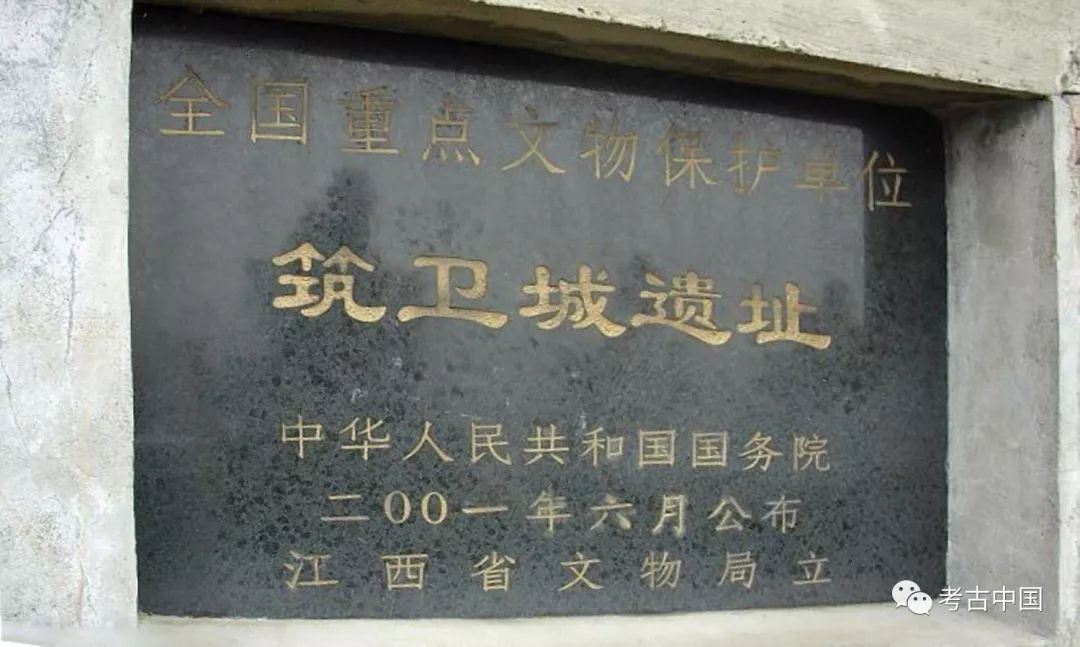 全国重点文物保护单位
筑卫城遗址
中华人民共和国国务院
二00一年六月公布
江西省文物局立
考古中国